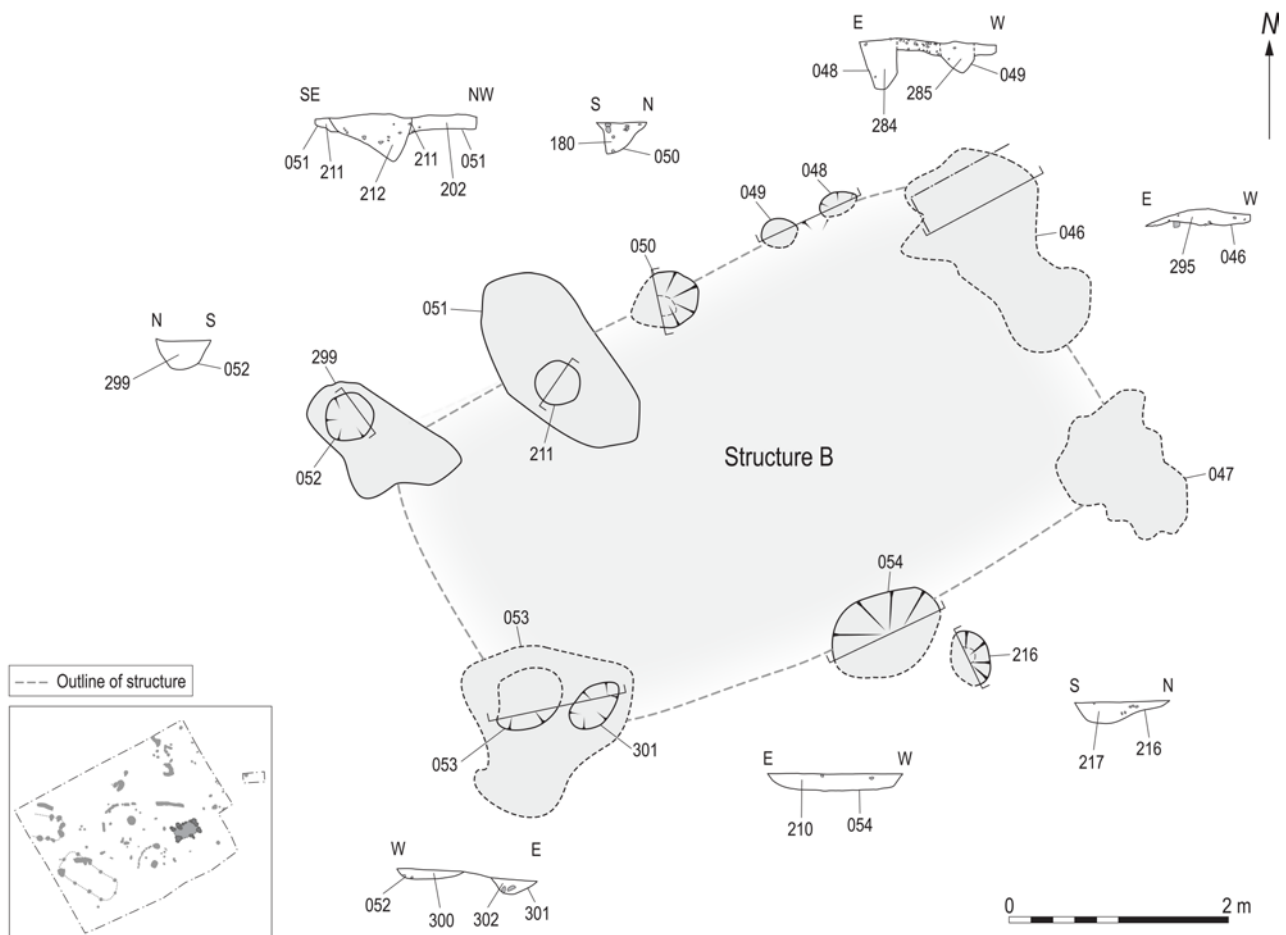 E W
N
048
049
285
284
SE NW
051 211 211 051
212 202
S N
180
050
048
049
E W
046
295 046
050
051
N S
299
052
299
052
211
Structure B
047
054
053
216
Outline of structure
053
301
S N
217 216
E W
210 054
W E
052 300 302 301
0 2 m